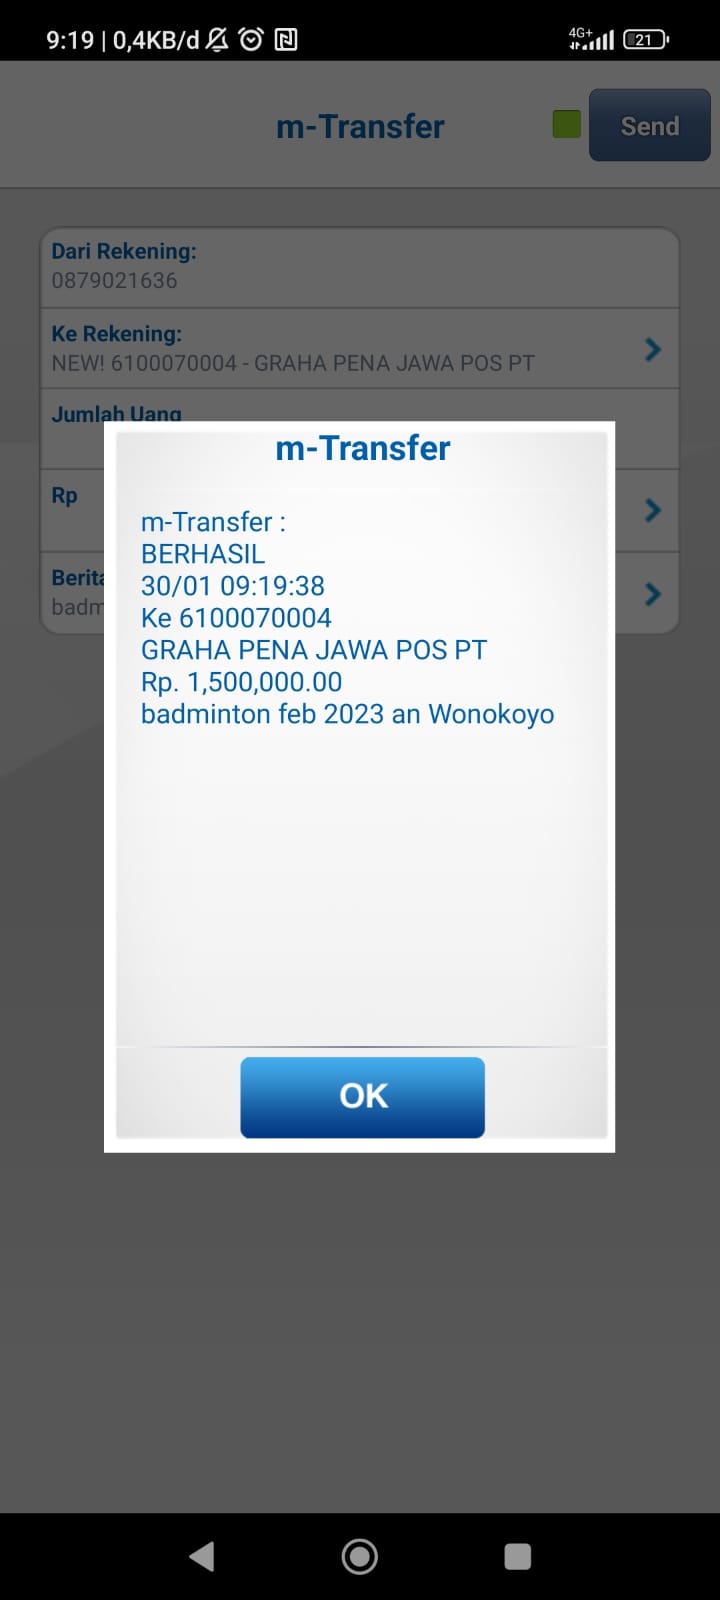 9:19 | 0,4KB/d
4G+
21
m-Transfer
Send
Dari Rekening:
0879021636
Ke Rekening:
NEW! 6100070004 - GRAHA PENA JAWA POS PT
Jumlah Uang
Rp
Berita
badm
m-Transfer
m-Transfer :
BERHASIL
30/01 09:19:38
Ke 6100070004
GRAHA PENA JAWA POS PT
Rp. 1,500,000.00
badminton feb 2023 an Wonokoyo
OK